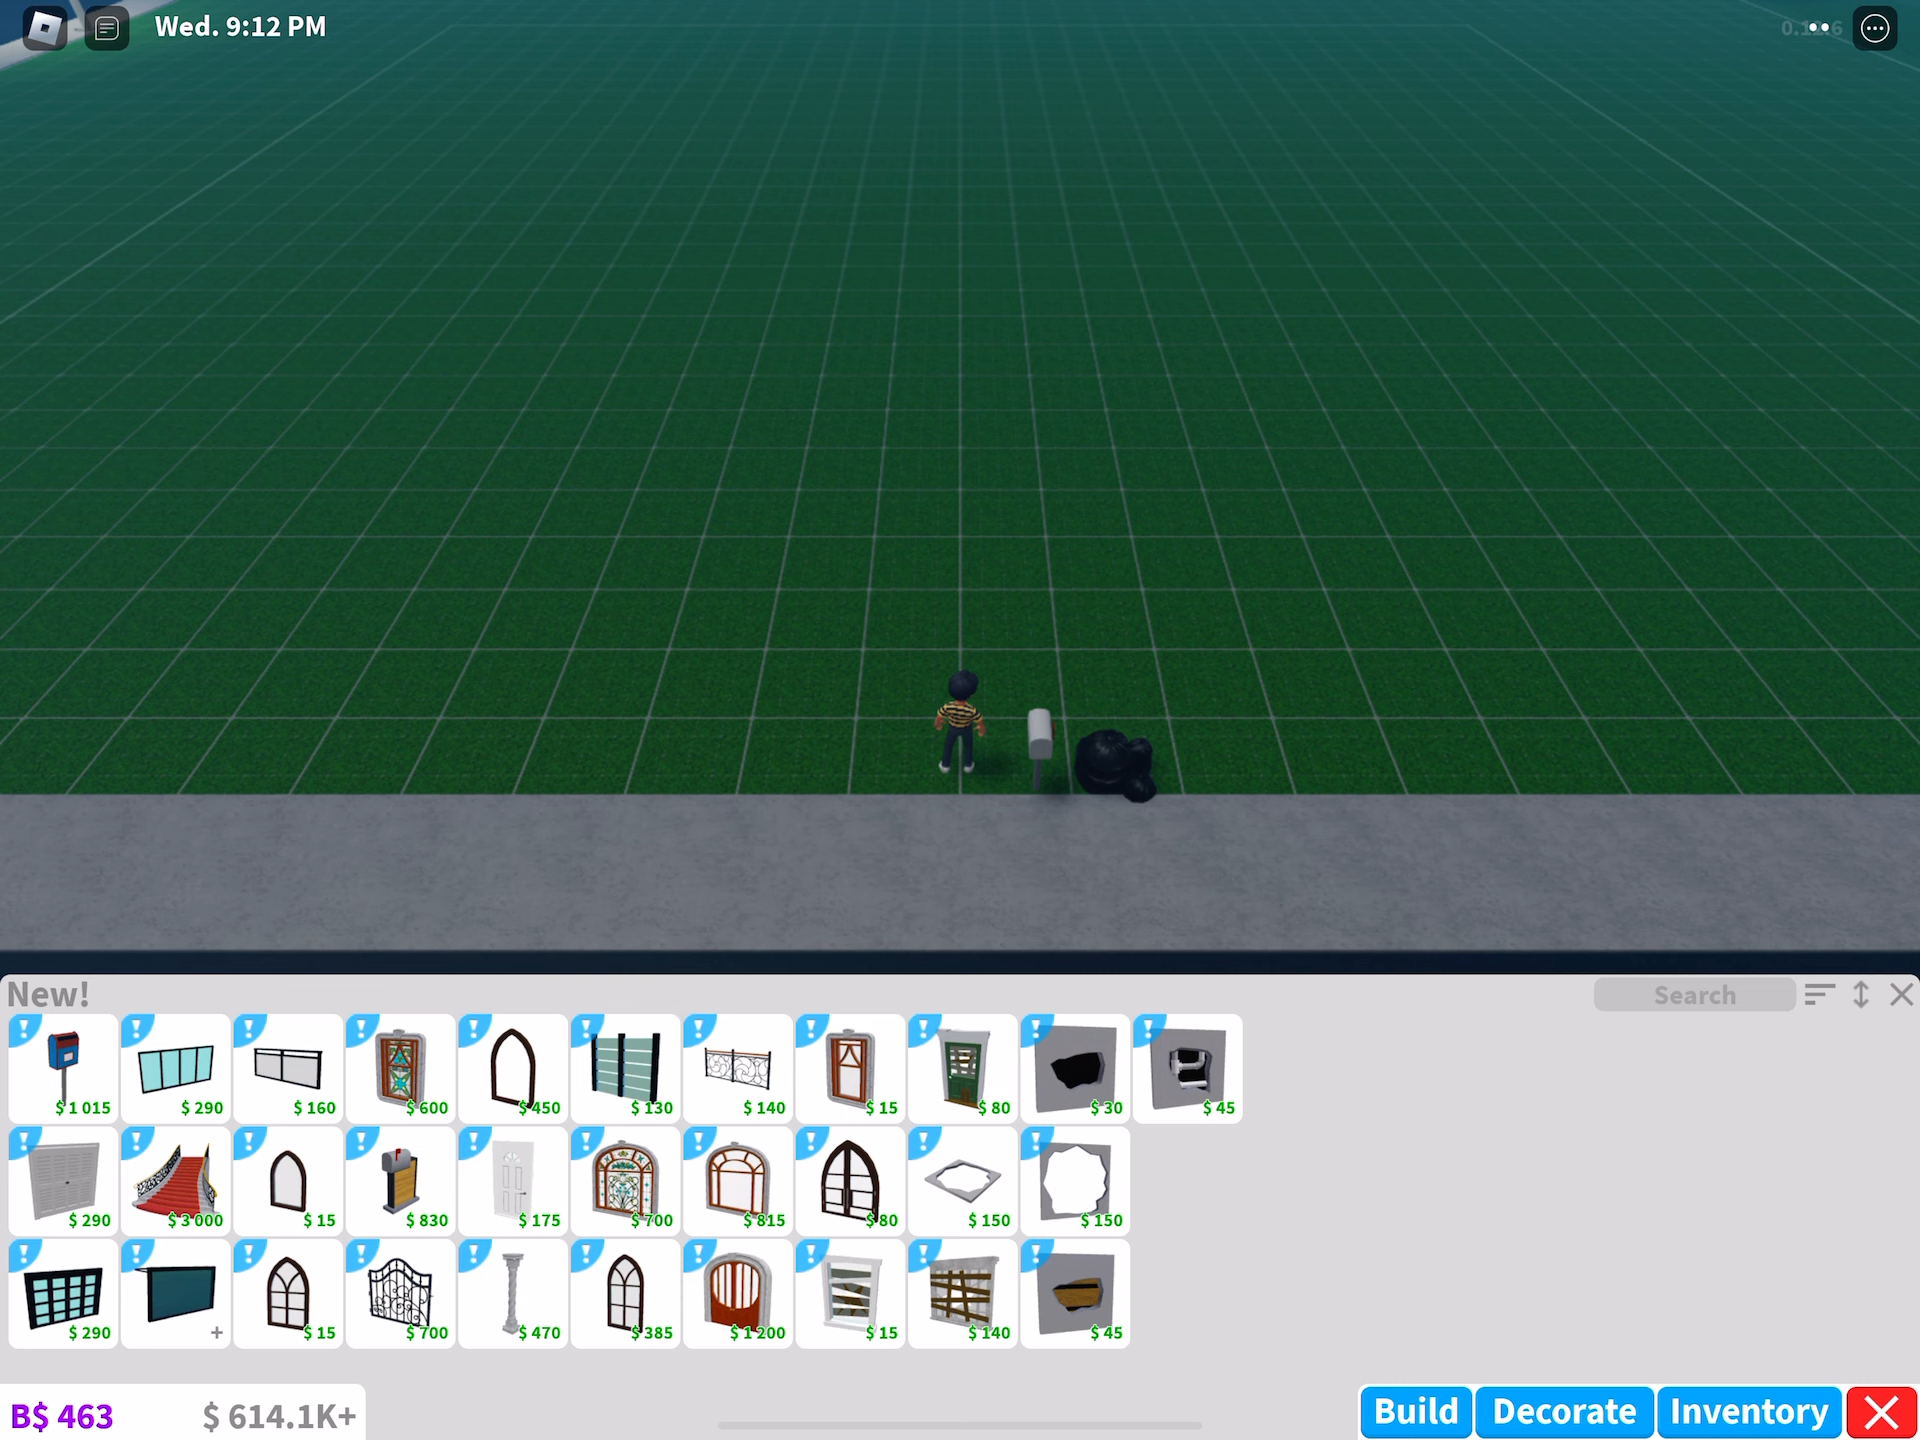 Wed. 9:12 PM
New!
Search
$ 1 015
$ 290
$ 160
$ 600
$ 450
$ 130
$ 140
$ 15
$ 80
$ 30
$ 45
$ 290
$ 3 000
$ 15
$ 830
$ 175
$ 700
$ 815
$ 80
$ 150
$ 150
$ 290
+
$ 15
$ 700
$ 470
$ 385
$ 1 200
$ 15
$ 140
$ 45
B$ 463
$ 614.1K+
Build
Decorate
Inventory